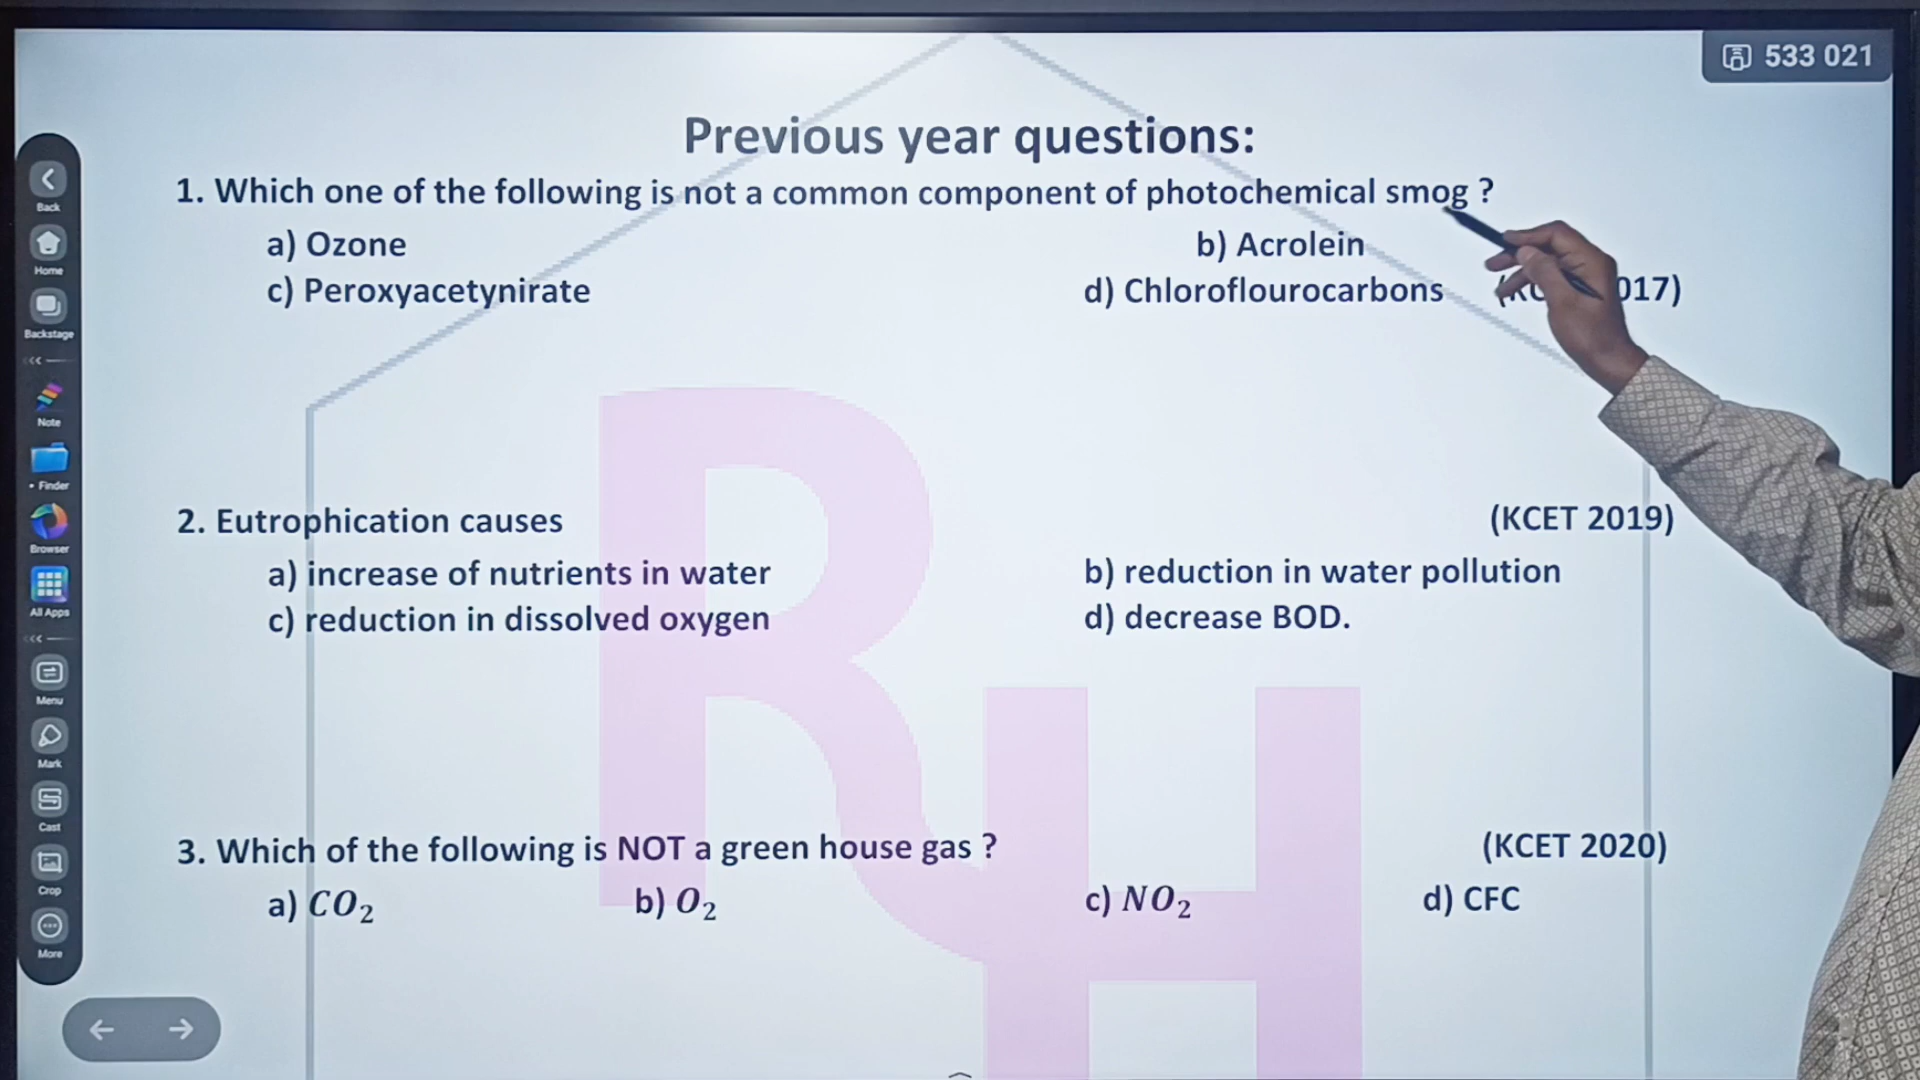 533 021
Previous year questions:
1. Which one of the following is not a common component of photochemical smog ?
a) Ozone b) Acrolein
c) Peroxyacetynirate d) Chloroflourocarbons 017)
2. Eutrophication causes (KCET 2019)
a) increase of nutrients in water b) reduction in water pollution
c) reduction in dissolved oxygen d) decrease BOD.
3. Which of the following is NOT a green house gas ? (KCET 2020)
a) CO₂ b) O₂ c) NO₂ d) CFC
Back
Home
Backstage
Note
• Finder
Browser
All Apps
Menu
Mark
Cast
Crop
More
RH